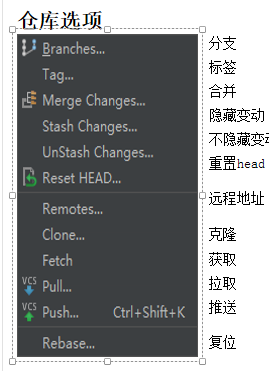 仓库选项
Branches... 分支
Tag... 标签
Merge Changes... 合并
Stash Changes... 隐藏变动
UnStash Changes... 不隐藏变动
Reset HEAD... 重置head
Remotes... 远程地址
Clone... 克隆
Fetch 获取
VCS Pull... 拉取
VCS Push... Ctrl+Shift+K 推送
Rebase... 复位